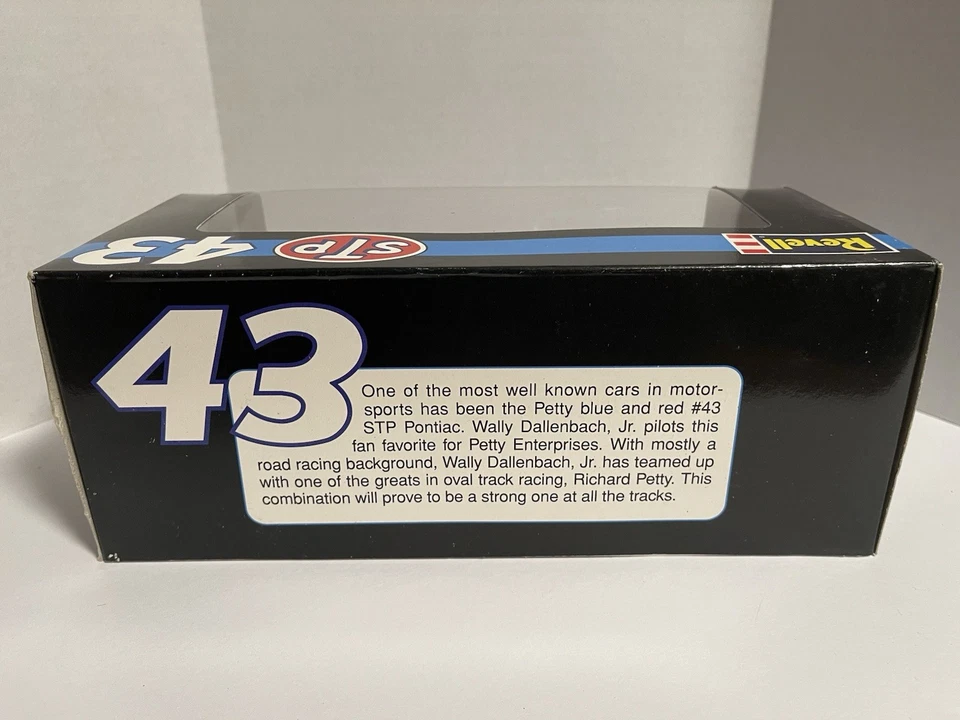 43 STP Revell
43
One of the most well known cars in motor-
sports has been the Petty blue and red #43
STP Pontiac. Wally Dallenbach, Jr. pilots this
fan favorite for Petty Enterprises. With mostly a
road racing background, Wally Dallenbach, Jr. has teamed up
with one of the greats in oval track racing, Richard Petty. This
combination will prove to be a strong one at all the tracks.